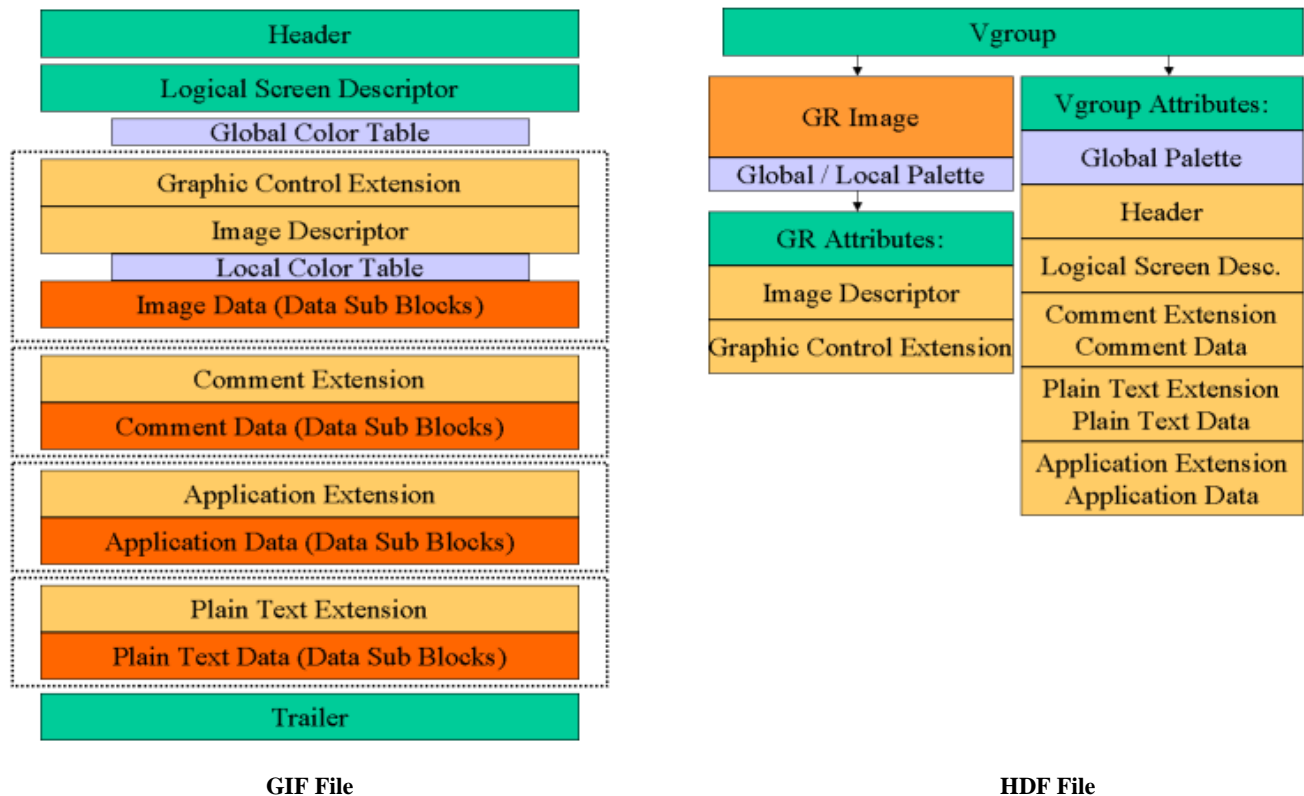 Header
Logical Screen Descriptor
Global Color Table
Graphic Control Extension
Image Descriptor
Local Color Table
Image Data (Data Sub Blocks)
Comment Extension
Comment Data (Data Sub Blocks)
Application Extension
Application Data (Data Sub Blocks)
Plain Text Extension
Plain Text Data (Data Sub Blocks)
Trailer
GIF File
Vgroup
GR Image
Global / Local Palette
GR Attributes:
Image Descriptor
Graphic Control Extension
Vgroup Attributes:
Global Palette
Header
Logical Screen Desc.
Comment Extension
Comment Data
Plain Text Extension
Plain Text Data
Application Extension
Application Data
HDF File